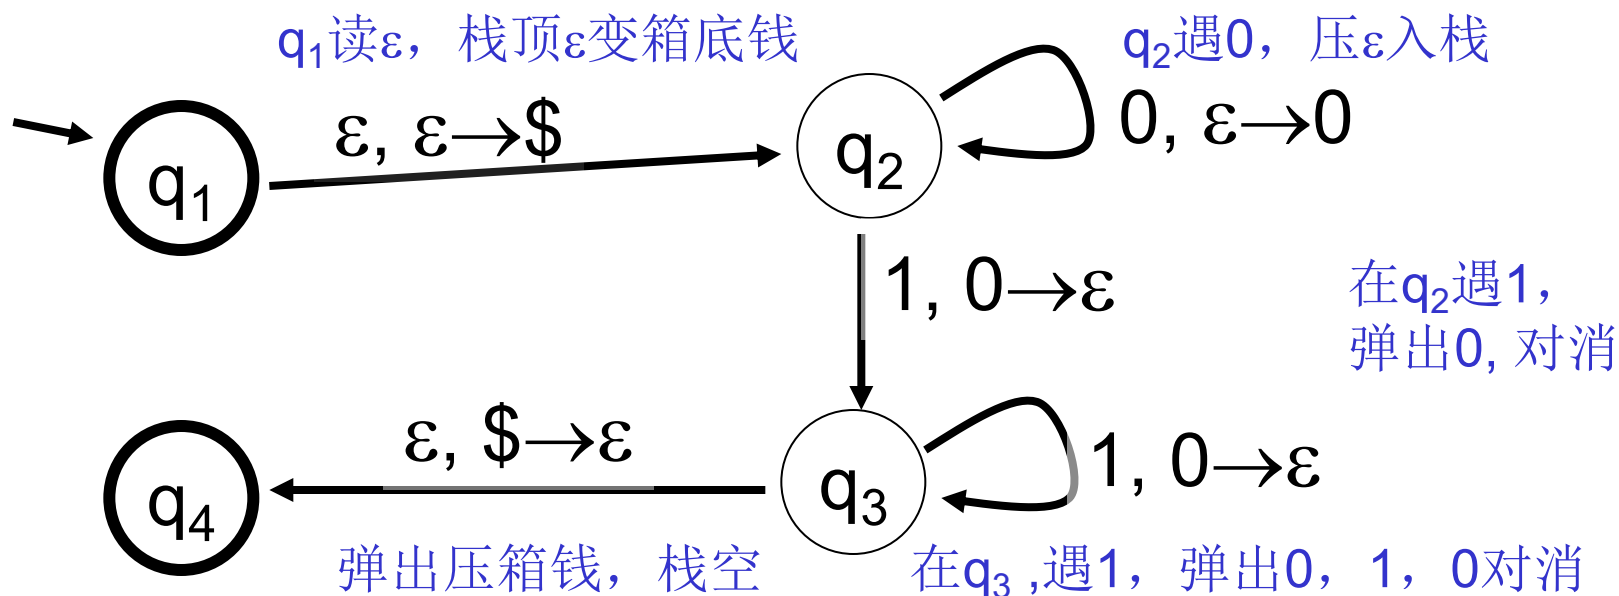 q₁读ε，栈顶ε变箱底钱
q₂遇0，压ε入栈
ε, ε→$
0, ε→0
q₁
q₂
1, 0→ε
在q₂遇1，
弹出0, 对消
ε, $→ε
1, 0→ε
q₄
q₃
弹出压箱钱，栈空
在q₃ ,遇1，弹出0，1，0对消